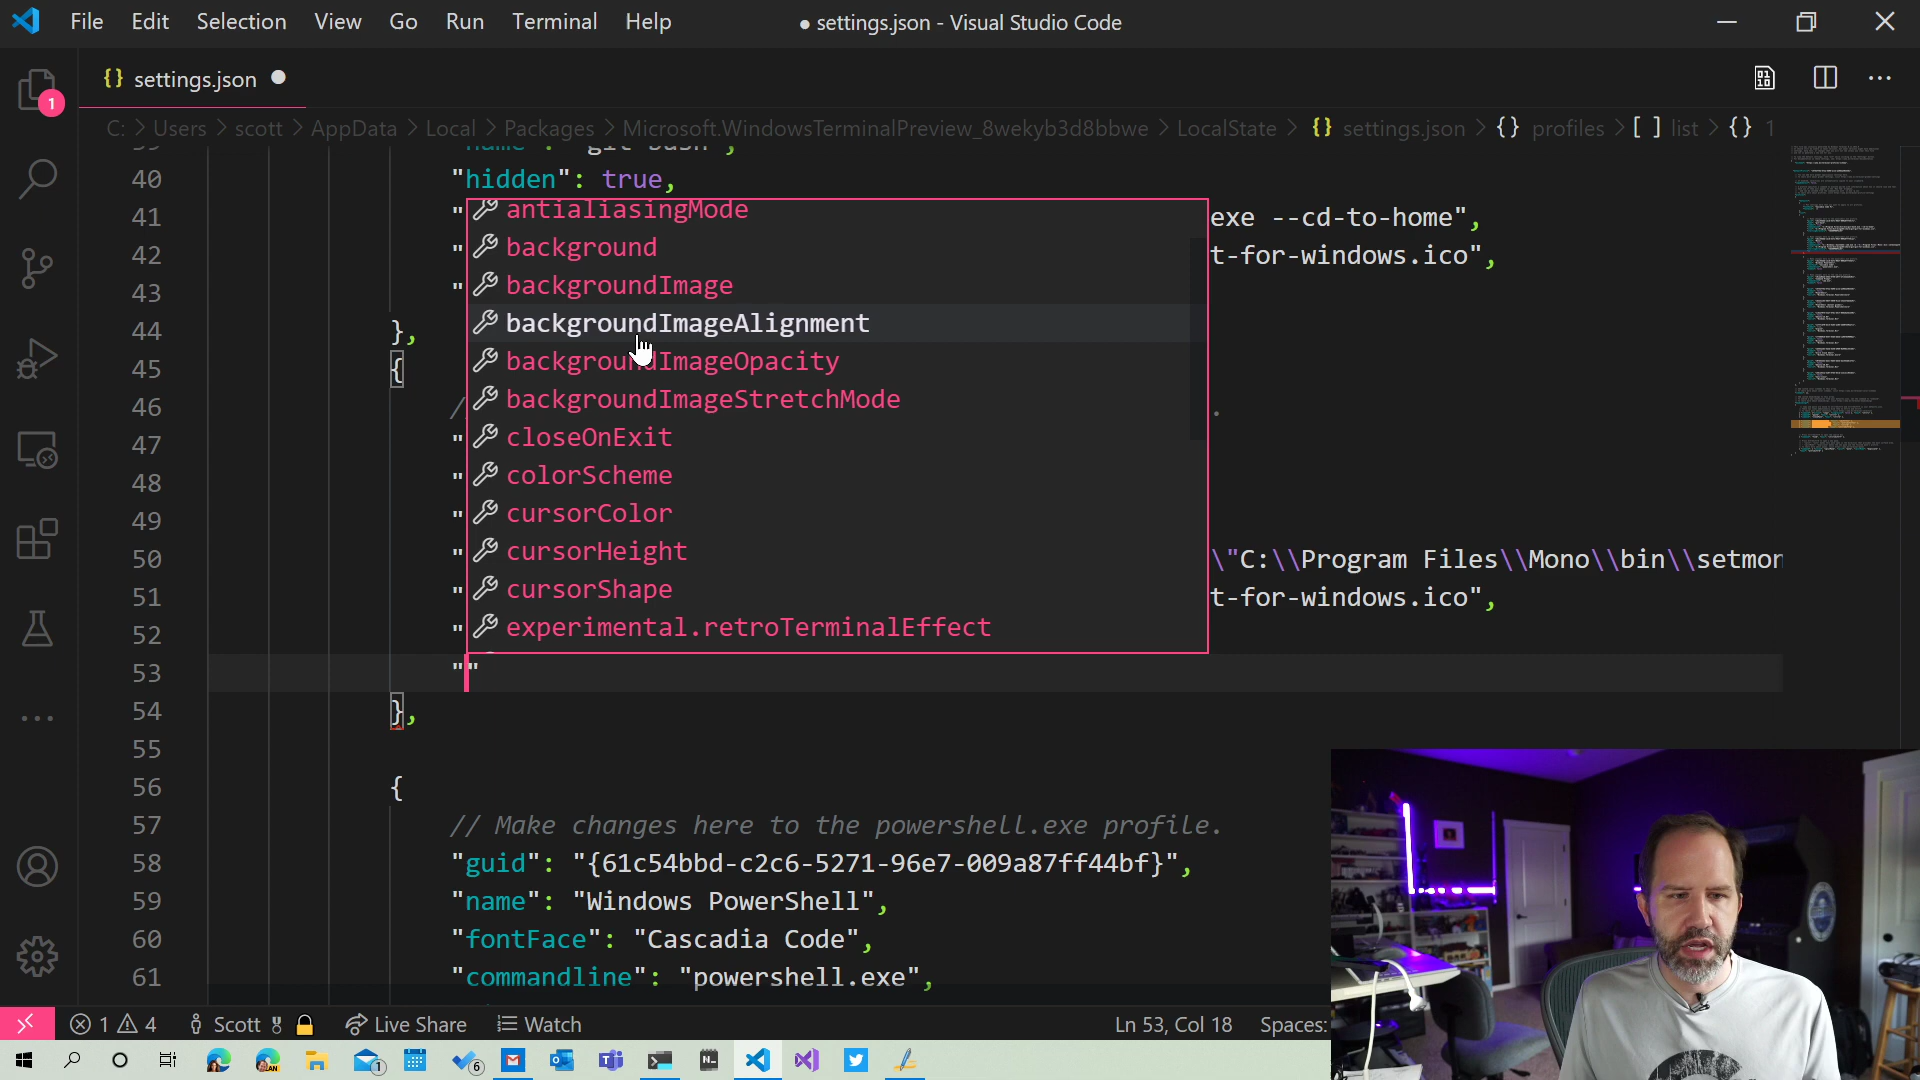 File Edit Selection View Go Run Terminal Help
● settings.json - Visual Studio Code
1
{} settings.json ●
C: > Users > scott > AppData > Local > Packages > Microsoft.WindowsTerminalPreview_8wekyb3d8bbwe > LocalState > {} settings.json > {} profiles > [ ] list > {} 1
40 "hidden": true,
41 " exe --cd-to-home",
42 " t-for-windows.ico",
43 "
44 },
45 {
46 / .
47 "
48 "
49 "
50 " \"C:\\Program Files\\Mono\\bin\\setmon
51 " t-for-windows.ico",
52 "
53 ""
54 },
55
56 {
57 // Make changes here to the powershell.exe profile.
58 "guid": "{61c54bbd-c2c6-5271-96e7-009a87ff44bf}",
59 "name": "Windows PowerShell",
60 "fontFace": "Cascadia Code",
61 "commandline": "powershell.exe",
antialiasingMode
background
backgroundImage
backgroundImageAlignment
backgroundImageOpacity
backgroundImageStretchMode
closeOnExit
colorScheme
cursorColor
cursorHeight
cursorShape
experimental.retroTerminalEffect
1 4 Scott Live Share Watch
Ln 53, Col 18 Spaces:
1 6